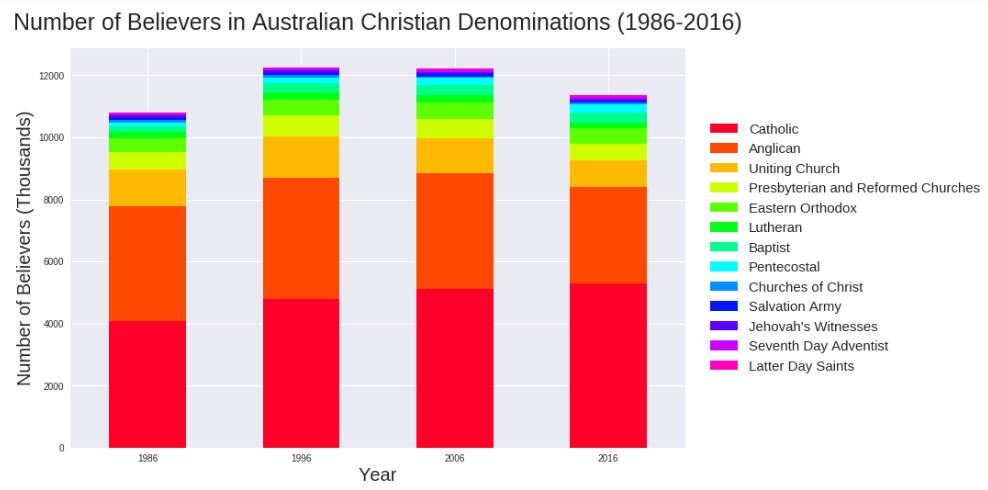 Number of Believers in Australian Christian Denominations (1986-2016)
Number of Believers (Thousands)
12000
10000
8000
6000
4000
2000
0
1986 1996 2006 2016
Year
Catholic
Anglican
Uniting Church
Presbyterian and Reformed Churches
Eastern Orthodox
Lutheran
Baptist
Pentecostal
Churches of Christ
Salvation Army
Jehovah's Witnesses
Seventh Day Adventist
Latter Day Saints